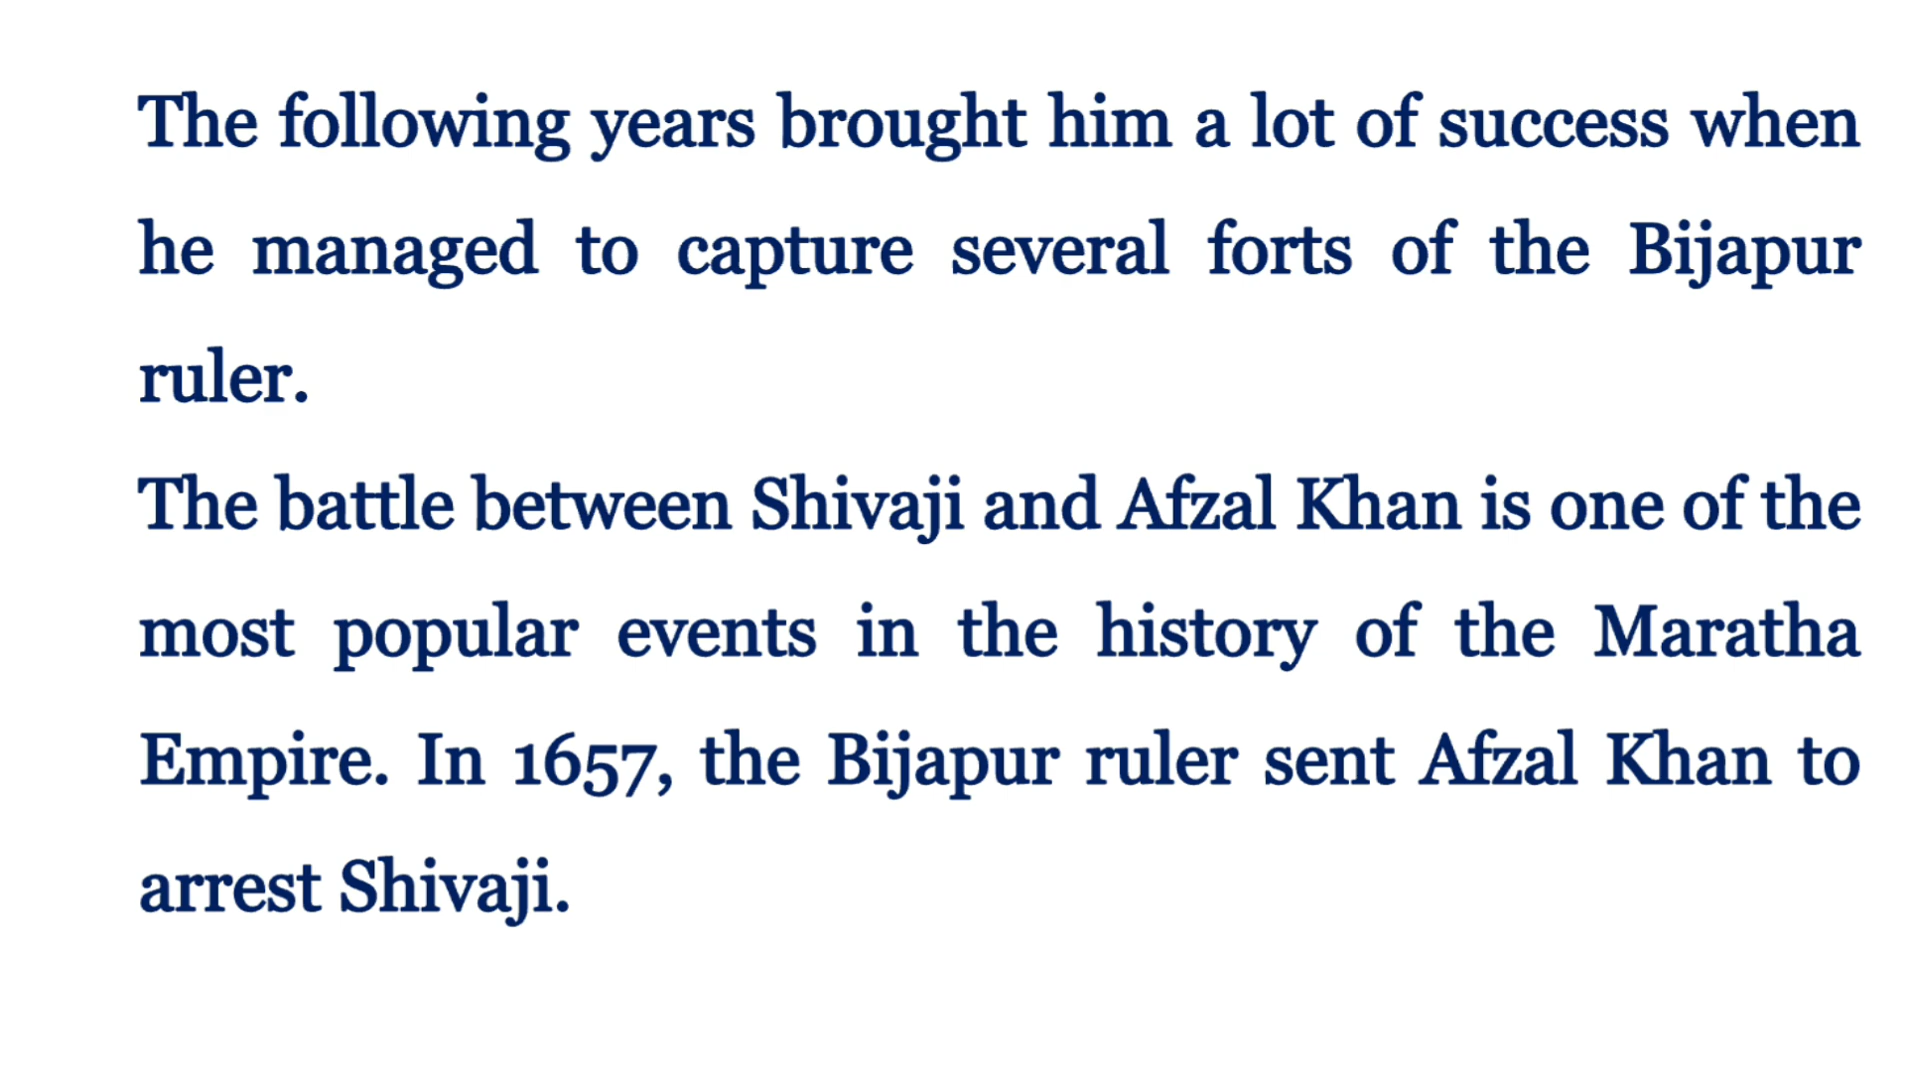 The following years brought him a lot of success when
he managed to capture several forts of the Bijapur
ruler.
The battle between Shivaji and Afzal Khan is one of the
most popular events in the history of the Maratha
Empire. In 1657, the Bijapur ruler sent Afzal Khan to
arrest Shivaji.